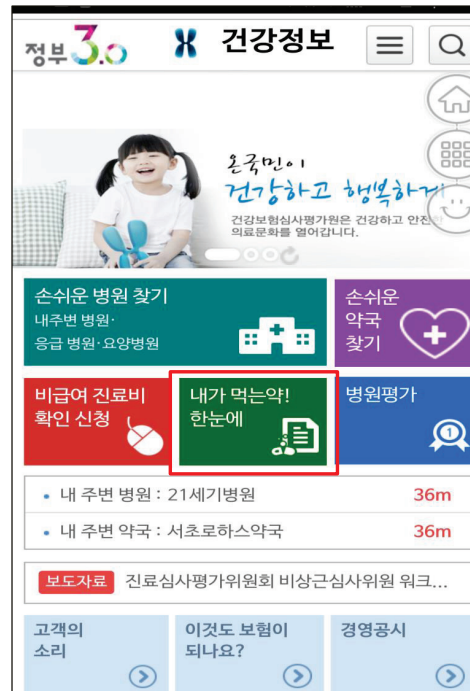 정부3.0
건강정보
온국민이
건강하고 행복하게
건강보험심사평가원은 건강하고 안전한
의료문화를 열어갑니다.
손쉬운 병원 찾기
내주변 병원·
응급 병원·요양병원
손쉬운
약국
찾기
비급여 진료비
확인 신청
내가 먹는약!
한눈에
병원평가
• 내 주변 병원 : 21세기병원 36m
• 내 주변 약국 : 서초로하스약국 36m
보도자료 진료심사평가위원회 비상근심사위원 워크...
고객의
소리
이것도 보험이
되나요?
경영공시